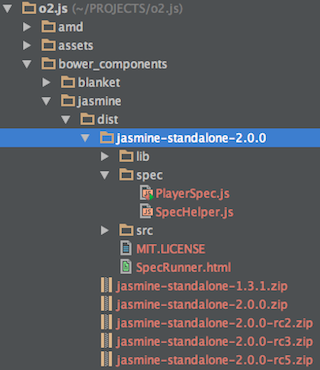 o2.js (~/PROJECTS/o2.js)
amd
assets
bower_components
blanket
jasmine
dist
jasmine-standalone-2.0.0
lib
spec
PlayerSpec.js
SpecHelper.js
src
MIT.LICENSE
SpecRunner.html
jasmine-standalone-1.3.1.zip
jasmine-standalone-2.0.0.zip
jasmine-standalone-2.0.0-rc2.zip
jasmine-standalone-2.0.0-rc3.zip
jasmine-standalone-2.0.0-rc5.zip